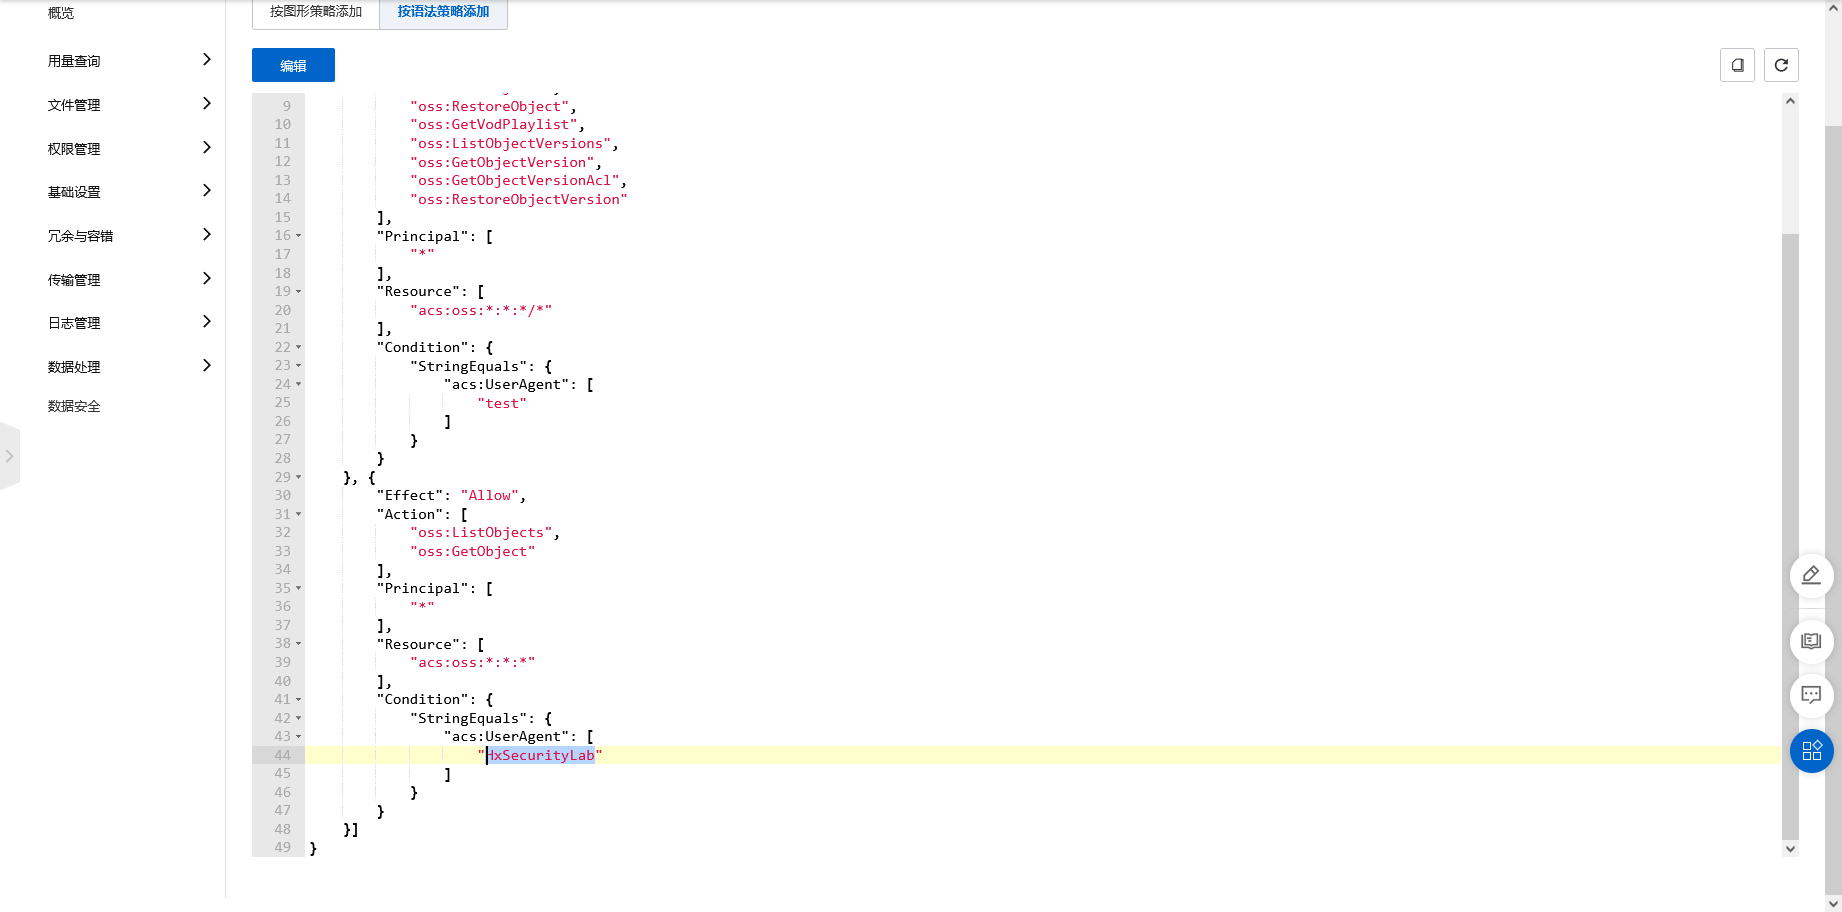 概览
用量查询
文件管理
权限管理
基础设置
冗余与容错
传输管理
日志管理
数据处理
数据安全
按图形策略添加
按语法策略添加
编辑
9 "oss:RestoreObject",
10 "oss:GetVodPlaylist",
11 "oss:ListObjectVersions",
12 "oss:GetObjectVersion",
13 "oss:GetObjectVersionAcl",
14 "oss:RestoreObjectVersion"
15 ],
16 "Principal": [
17 "*"
18 ],
19 "Resource": [
20 "acs:oss:*:*:*/*"
21 ],
22 "Condition": {
23 "StringEquals": {
24 "acs:UserAgent": [
25 "test"
26 ]
27 }
28 }
29 }, {
30 "Effect": "Allow",
31 "Action": [
32 "oss:ListObjects",
33 "oss:GetObject"
34 ],
35 "Principal": [
36 "*"
37 ],
38 "Resource": [
39 "acs:oss:*:*:*"
40 ],
41 "Condition": {
42 "StringEquals": {
43 "acs:UserAgent": [
44 "HxSecurityLab"
45 ]
46 }
47 }
48 }]
49 }